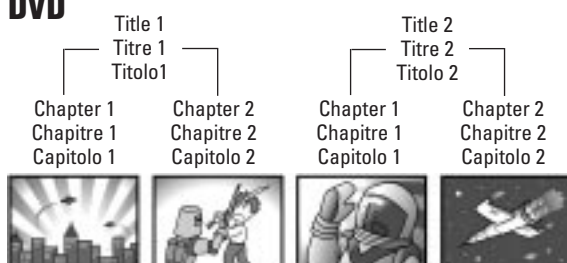 DVD
Title 1
Titre 1
Titolo1
Title 2
Titre 2
Titolo 2
Chapter 1
Chapitre 1
Capitolo 1
Chapter 2
Chapitre 2
Capitolo 2
Chapter 1
Chapitre 1
Capitolo 1
Chapter 2
Chapitre 2
Capitolo 2